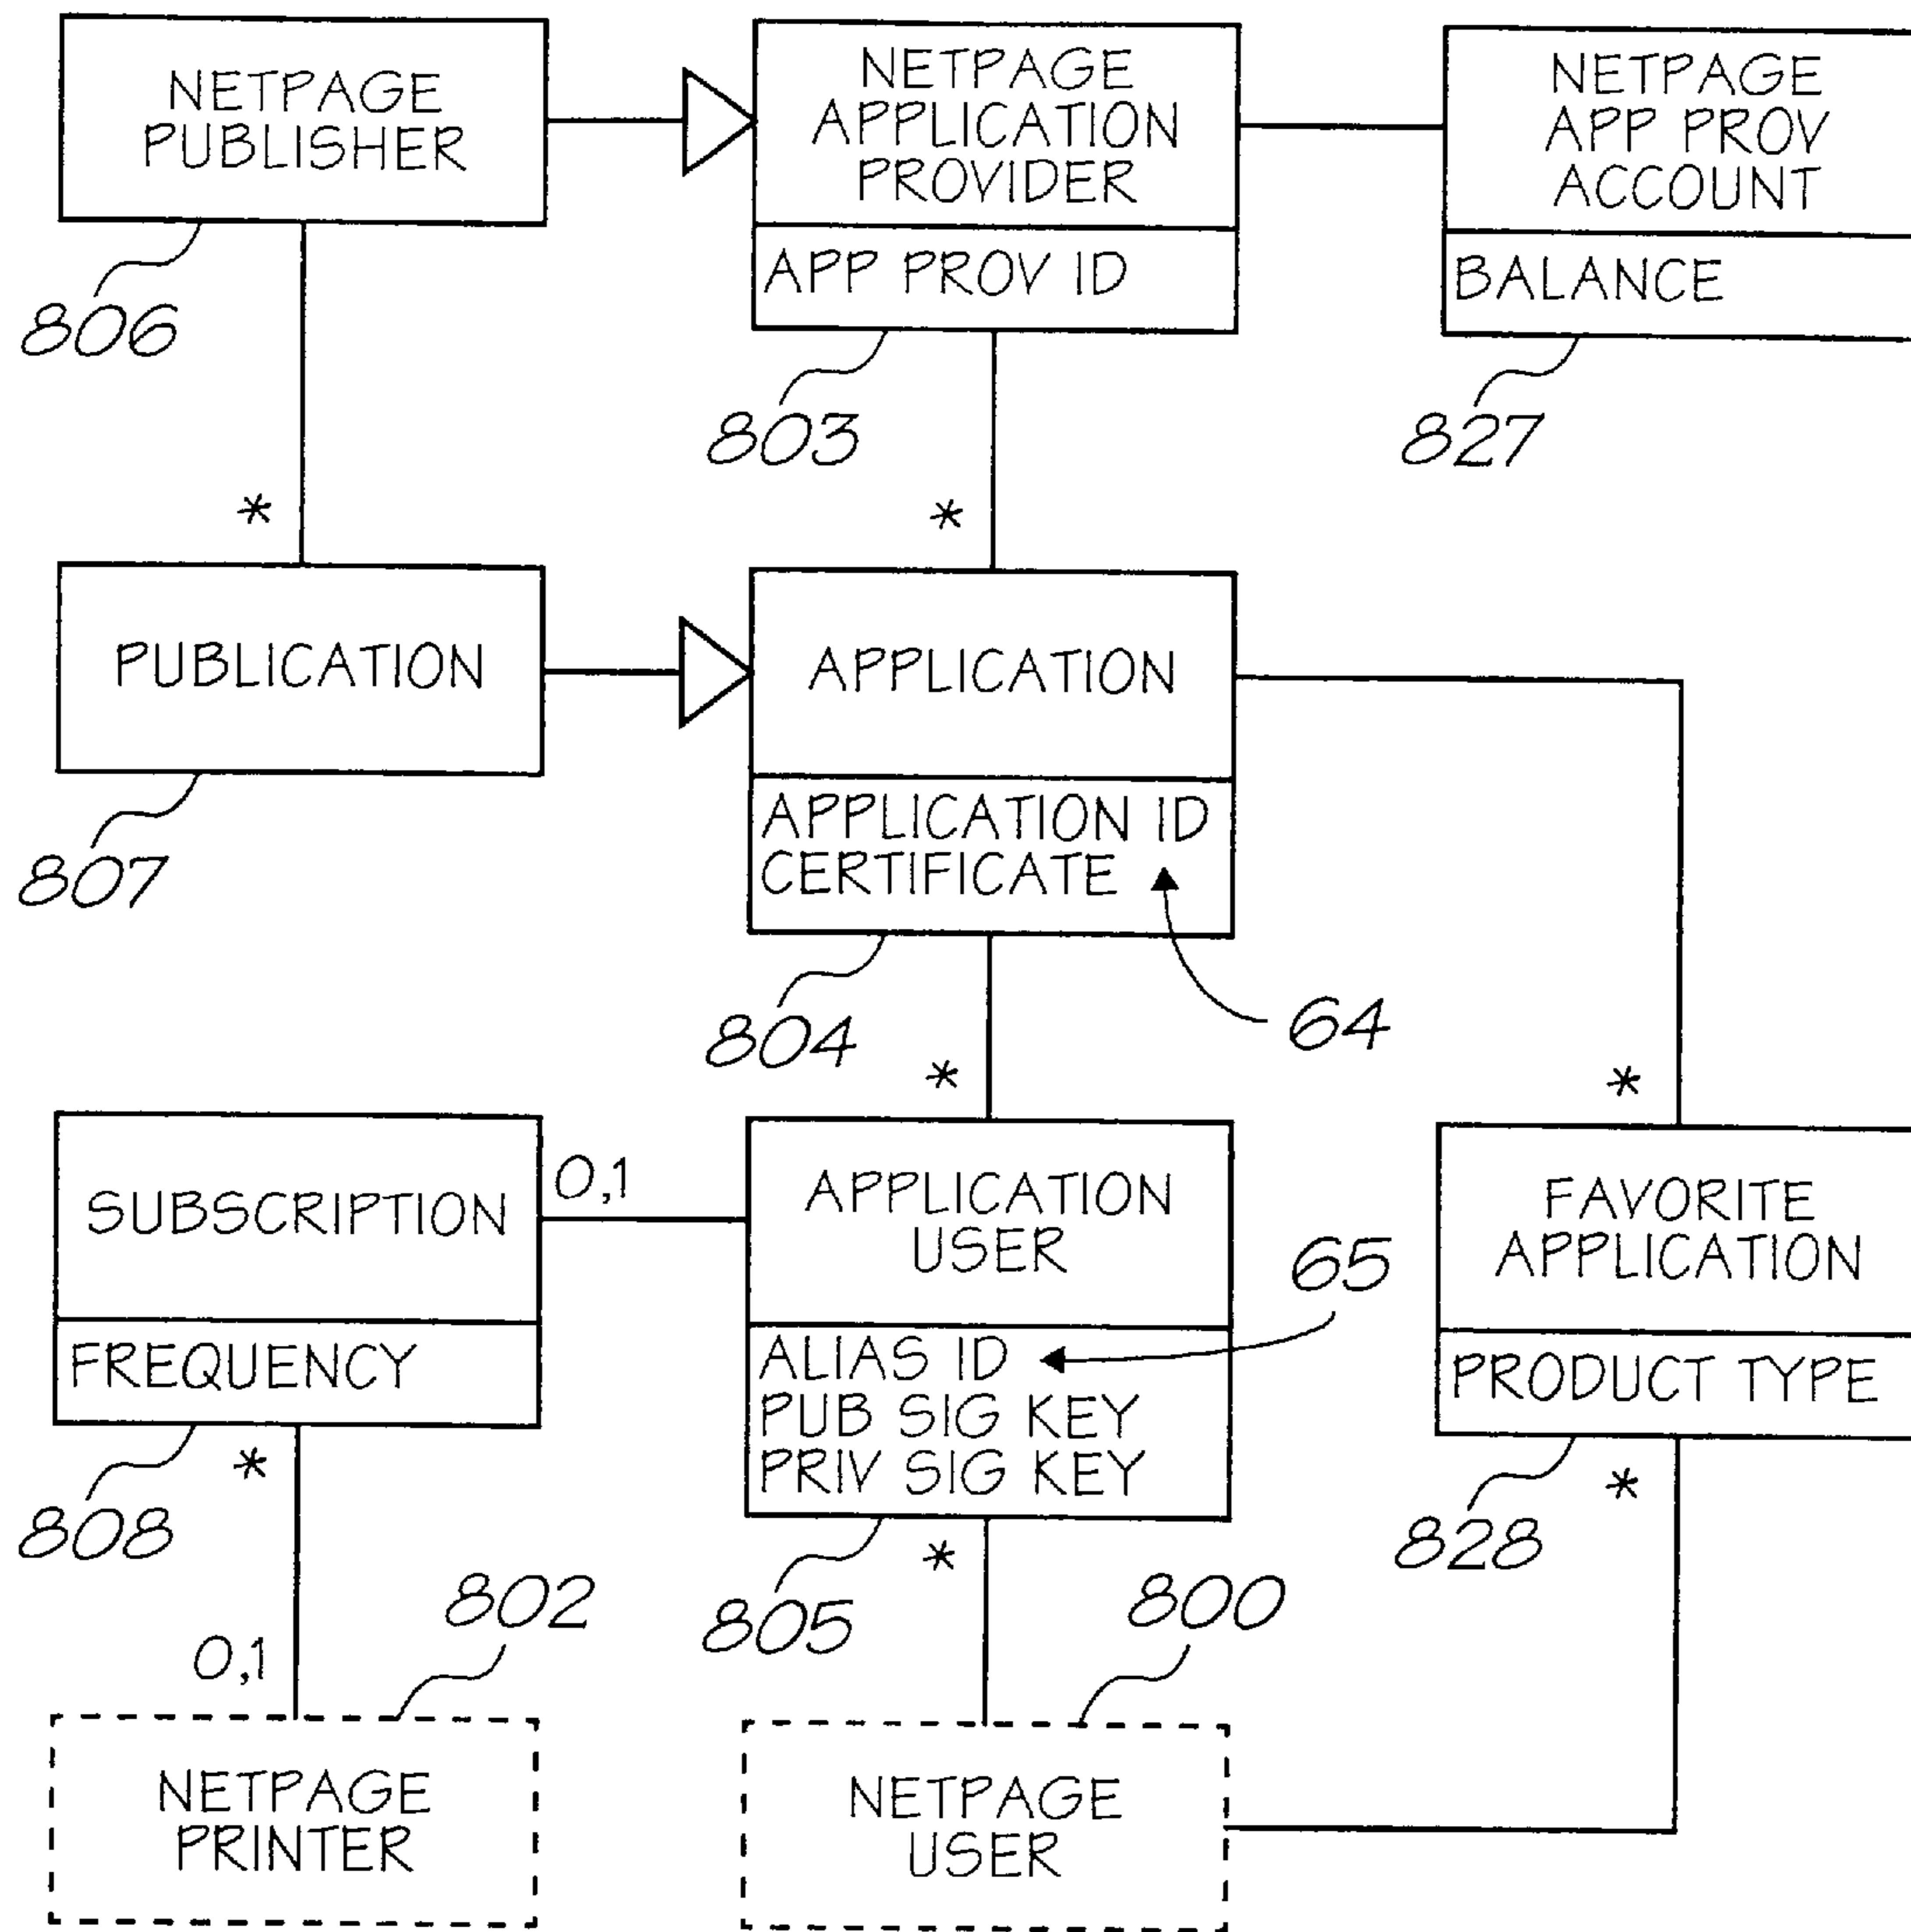 NETPAGE
PUBLISHER
806
NETPAGE
APPLICATION
PROVIDER
APP PROV ID
803
NETPAGE
APP PROV
ACCOUNT
BALANCE
827
*
*
PUBLICATION
807
APPLICATION
APPLICATION ID
CERTIFICATE
64
804
*
*
SUBSCRIPTION
FREQUENCY
0,1
808
*
APPLICATION
USER
ALIAS ID
PUB SIG KEY
PRIV SIG KEY
65
805
*
FAVORITE
APPLICATION
PRODUCT TYPE
828
*
802
0,1
800
NETPAGE
PRINTER
NETPAGE
USER